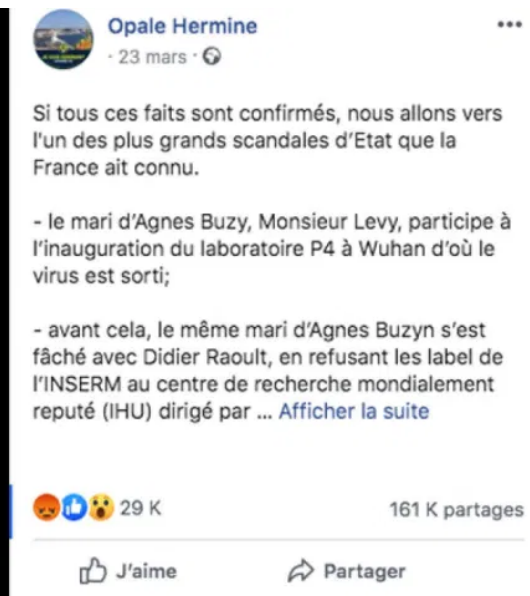 Opale Hermine
· 23 mars ·
Si tous ces faits sont confirmés, nous allons vers
l'un des plus grands scandales d'Etat que la
France ait connu.
- le mari d'Agnes Buzy, Monsieur Levy, participe à
l'inauguration du laboratoire P4 à Wuhan d'où le
virus est sorti;
- avant cela, le même mari d'Agnes Buzyn s'est
fâché avec Didier Raoult, en refusant les label de
l'INSERM au centre de recherche mondialement
reputé (IHU) dirigé par ... Afficher la suite
29 K 161 K partages
J'aime Partager